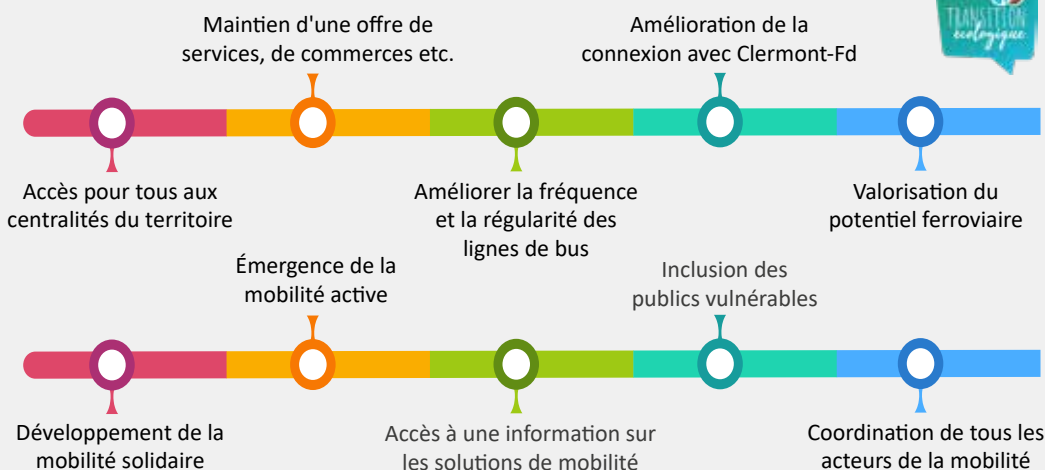 TRANSITION
écologique
Maintien d'une offre de
services, de commerces etc.
Amélioration de la
connexion avec Clermont-Fd
Accès pour tous aux
centralités du territoire
Améliorer la fréquence
et la régularité des
lignes de bus
Valorisation du
potentiel ferroviaire
Émergence de la
mobilité active
Inclusion des
publics vulnérables
Développement de la
mobilité solidaire
Accès à une information sur
les solutions de mobilité
Coordination de tous les
acteurs de la mobilité